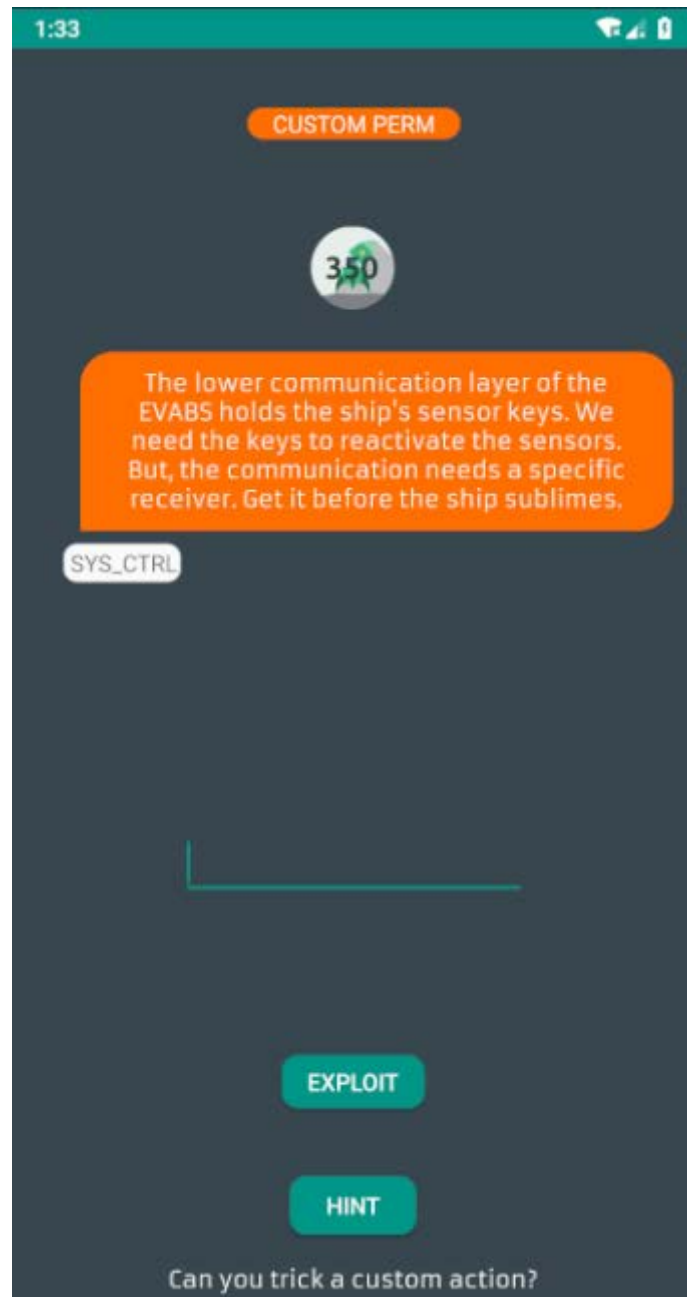 1:33
CUSTOM PERM
350
The lower communication layer of the
EVABS holds the ship's sensor keys. We
need the keys to reactivate the sensors.
But, the communication needs a specific
receiver. Get it before the ship sublimes.
SYS_CTRL
EXPLOIT
HINT
Can you trick a custom action?